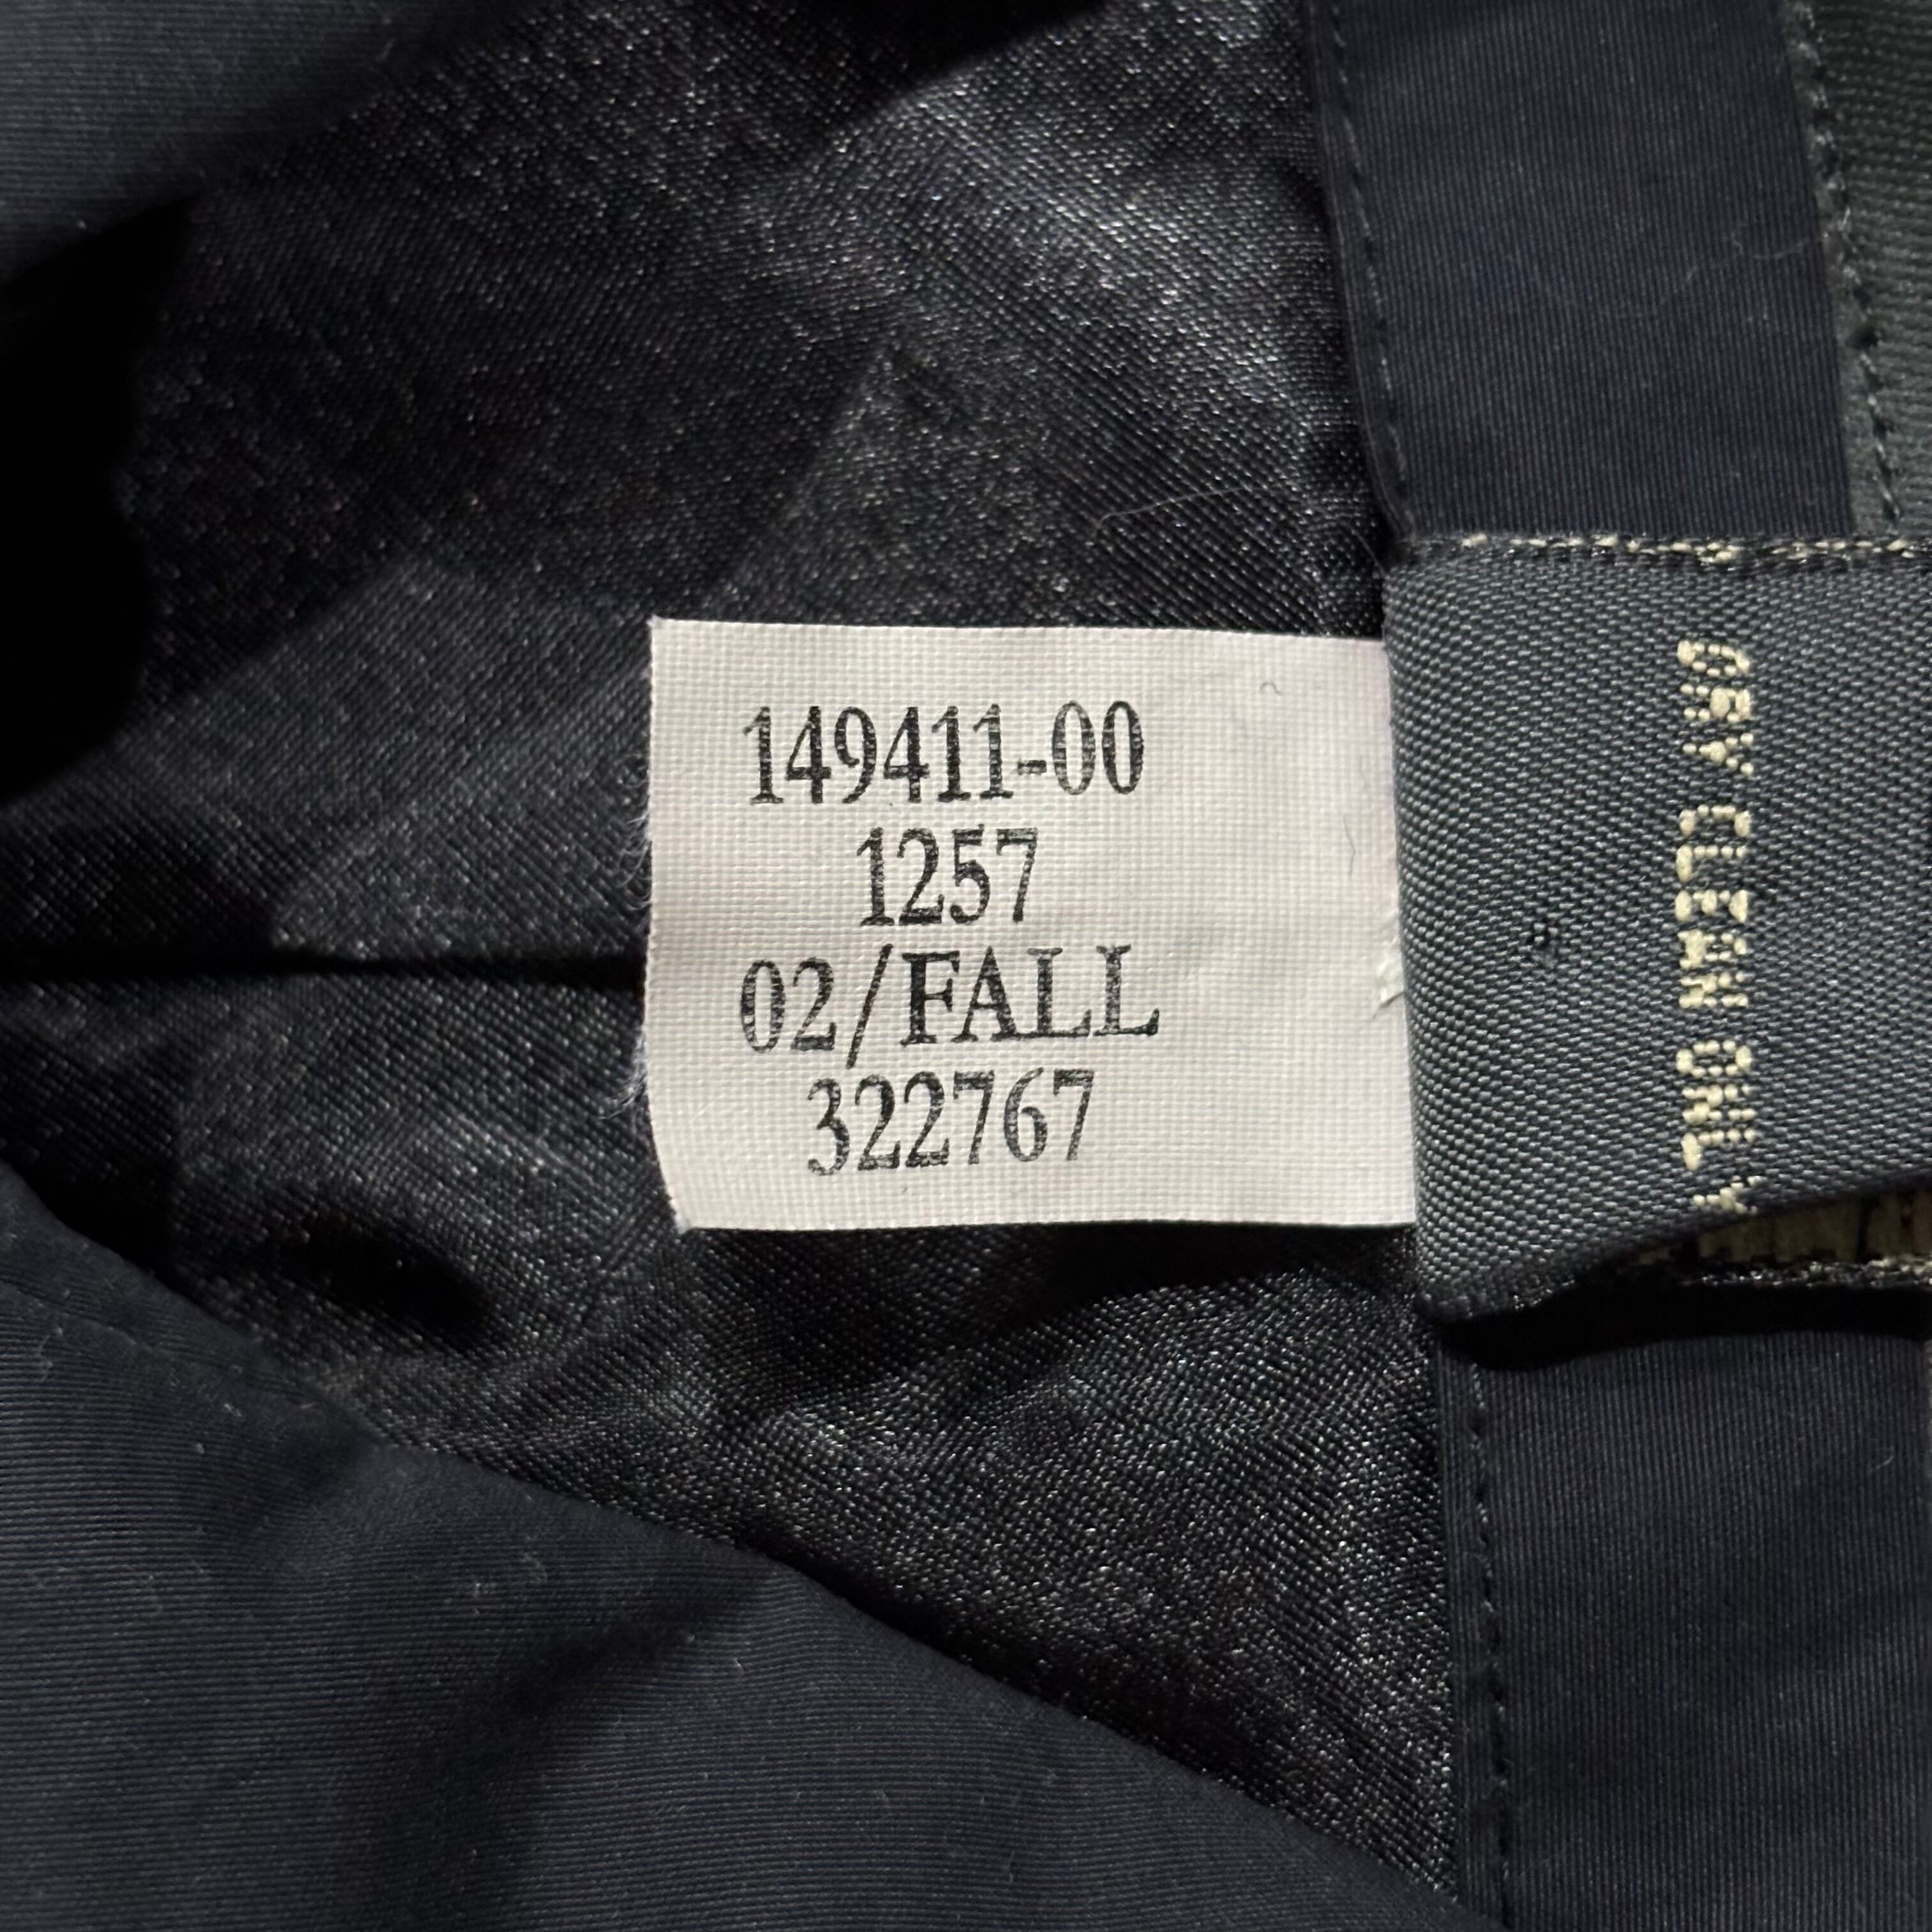 149411-00
1257
02/FALL
322767
DRY CLEAN ONLY